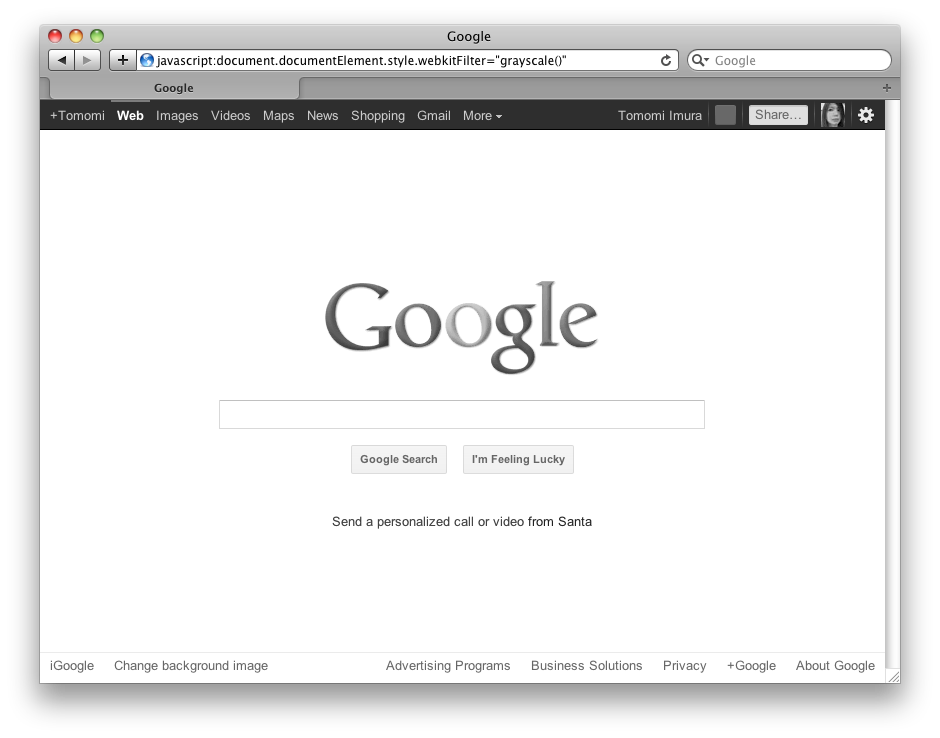 Google
javascript:document.documentElement.style.webkitFilter="grayscale()"
Google
Google
+Tomomi Web Images Videos Maps News Shopping Gmail More Tomomi Imura Share...
Google
Google Search I'm Feeling Lucky
Send a personalized call or video from Santa
iGoogle Change background image Advertising Programs Business Solutions Privacy +Google About Google